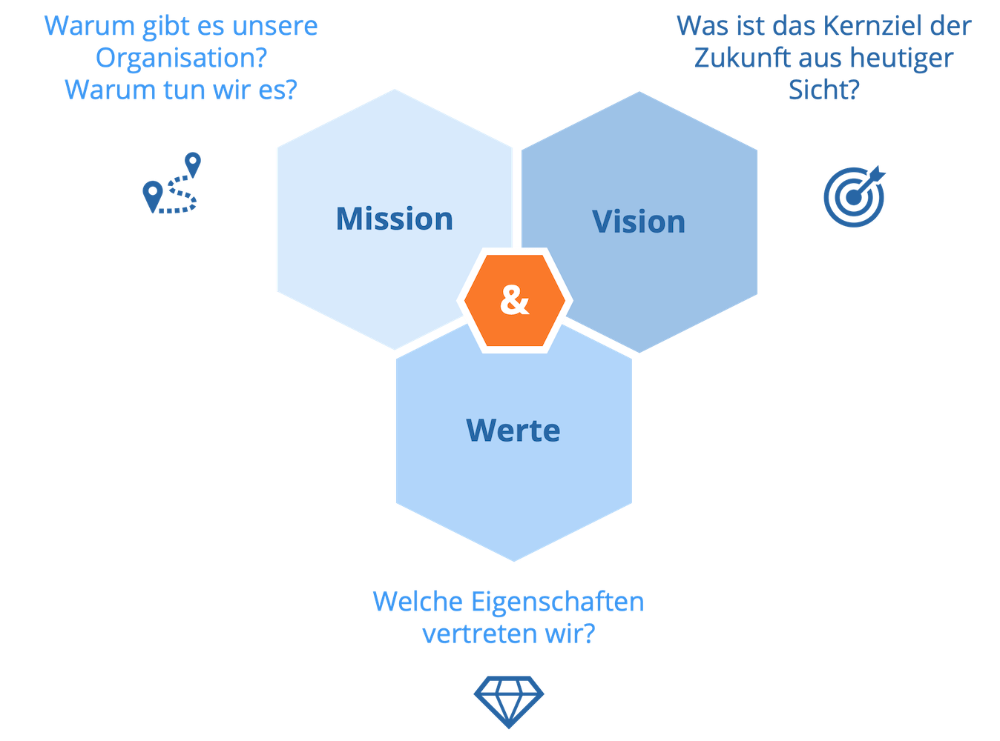 Warum gibt es unsere
Organisation?
Warum tun wir es?
Was ist das Kernziel der
Zukunft aus heutiger
Sicht?
Mission
Vision
&
Werte
Welche Eigenschaften
vertreten wir?